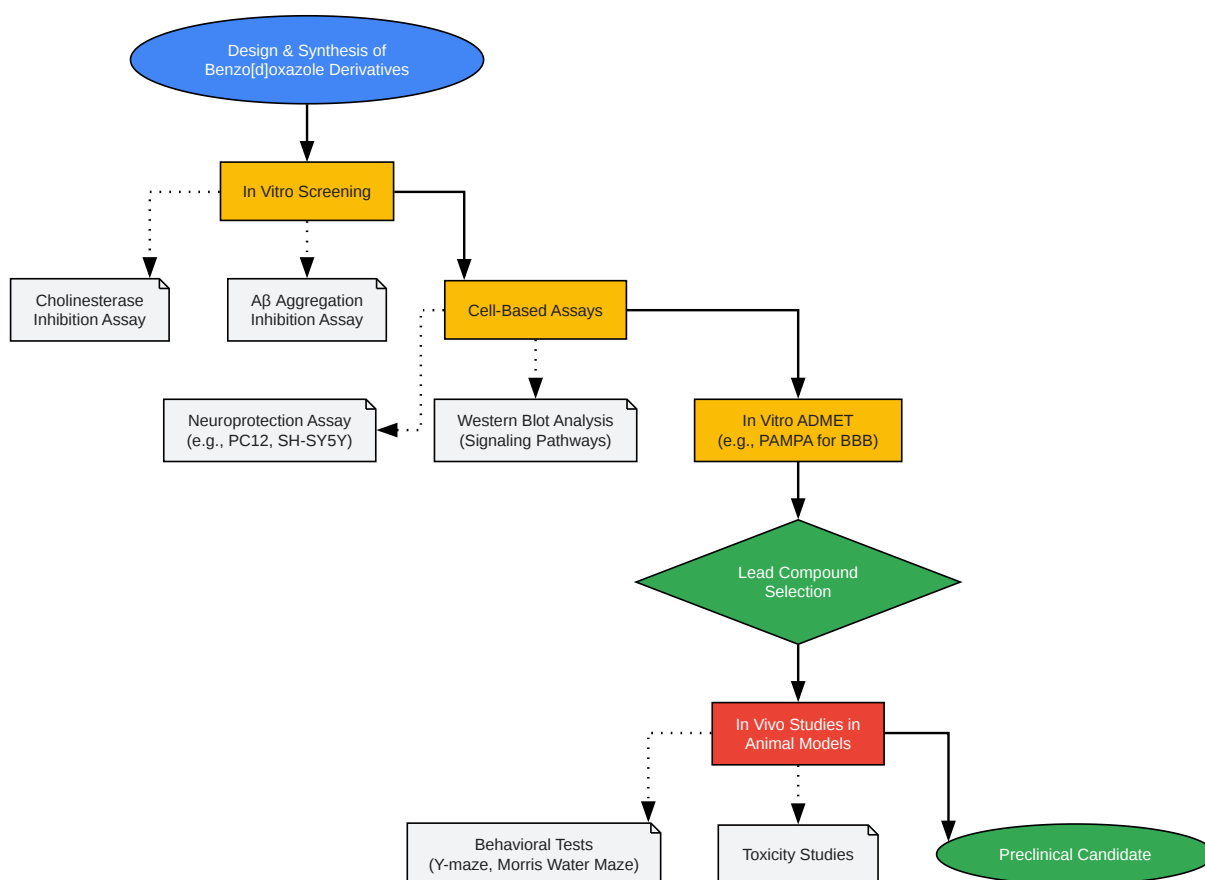 Design & Synthesis of
Benzo[d]oxazole Derivatives
In Vitro Screening
Cholinesterase
Inhibition Assay
Aβ Aggregation
Inhibition Assay
Cell-Based Assays
Neuroprotection Assay
(e.g., PC12, SH-SY5Y)
Western Blot Analysis
(Signaling Pathways)
In Vitro ADMET
(e.g., PAMPA for BBB)
Lead Compound
Selection
In Vivo Studies in
Animal Models
Behavioral Tests
(Y-maze, Morris Water Maze)
Toxicity Studies
Preclinical Candidate